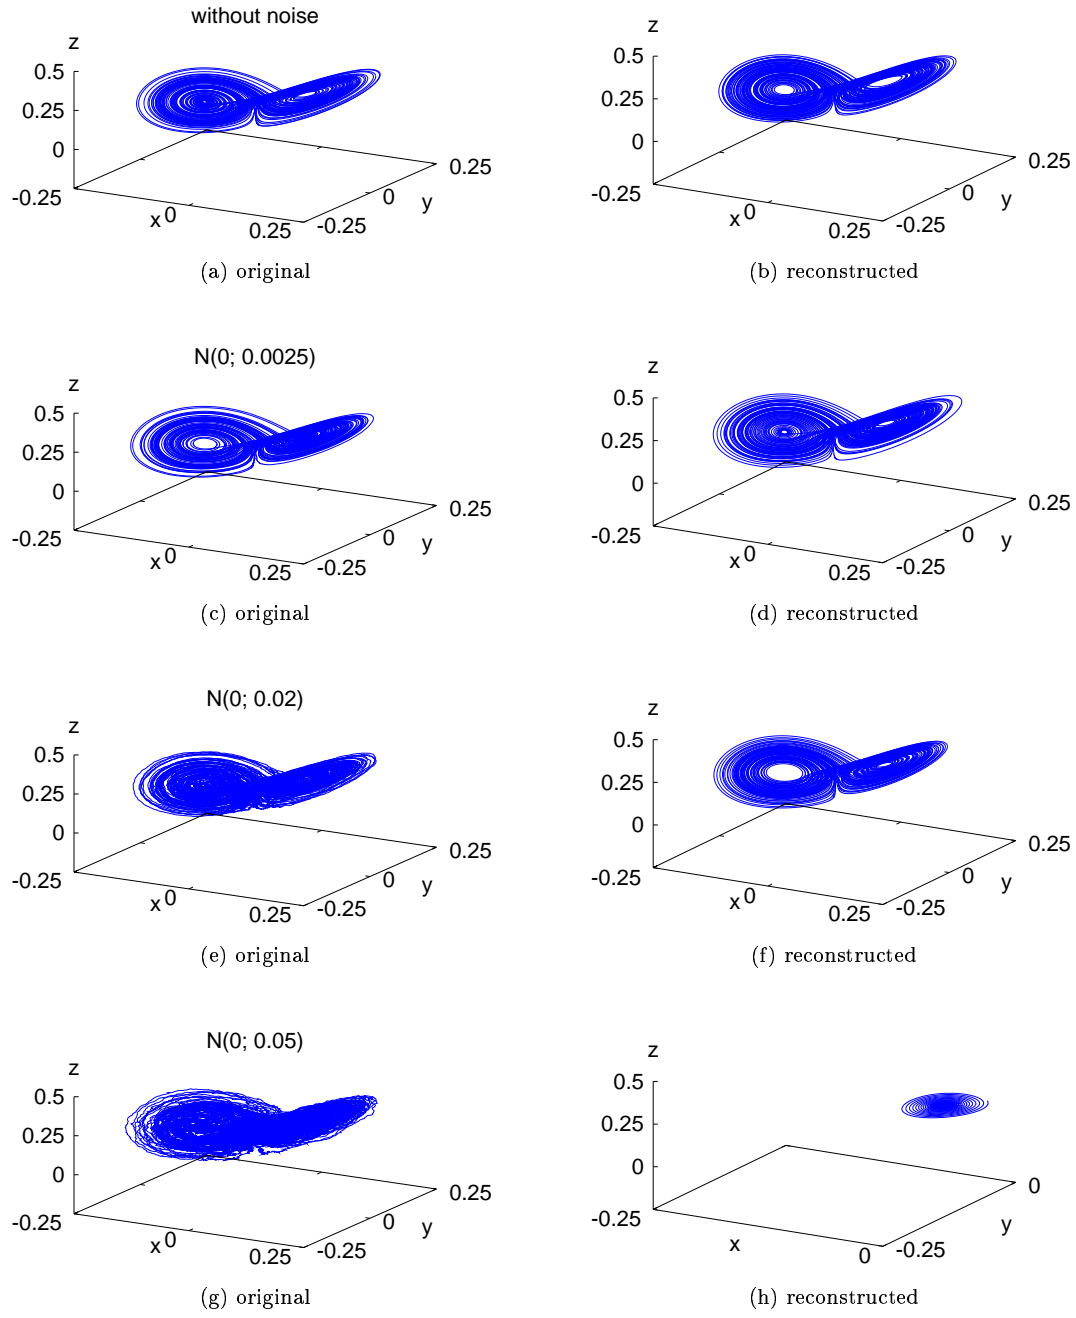 without noise
z
0.5
0.25
0
-0.25
x
0
0.25
-0.25
0
y
0.25
(a) original
z
0.5
0.25
0
-0.25
x
0
0.25
-0.25
0
y
0.25
(b) reconstructed
N(0; 0.0025)
z
0.5
0.25
0
-0.25
x
0
0.25
-0.25
0
y
0.25
(c) original
z
0.5
0.25
0
-0.25
x
0
0.25
-0.25
0
y
0.25
(d) reconstructed
N(0; 0.02)
z
0.5
0.25
0
-0.25
x
0
0.25
-0.25
0
y
0.25
(e) original
z
0.5
0.25
0
-0.25
x
0
0.25
-0.25
0
y
0.25
(f) reconstructed
N(0; 0.05)
z
0.5
0.25
0
-0.25
x
0
0.25
-0.25
0
y
0.25
(g) original
z
0.5
0.25
0
-0.25
x
0
-0.25
y
0
(h) reconstructed